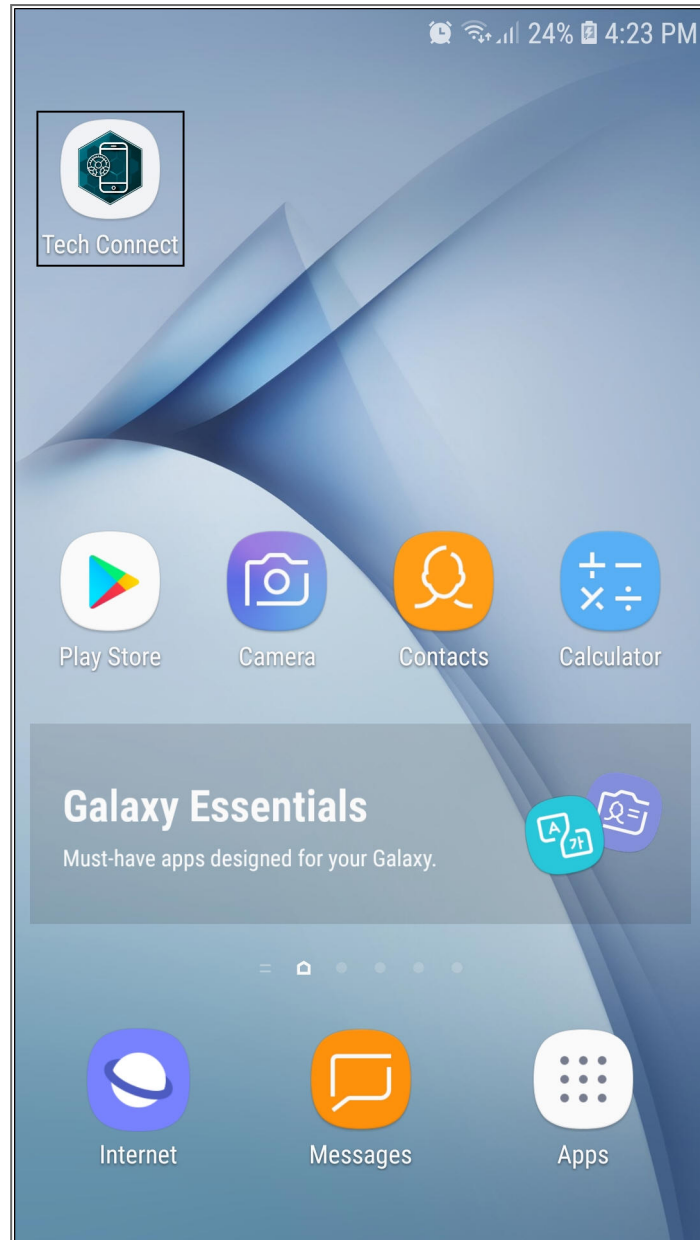 24% 4:23 PM
Tech Connect
Play Store Camera Contacts Calculator
Galaxy Essentials
Must-have apps designed for your Galaxy.
A
가
Internet Messages Apps